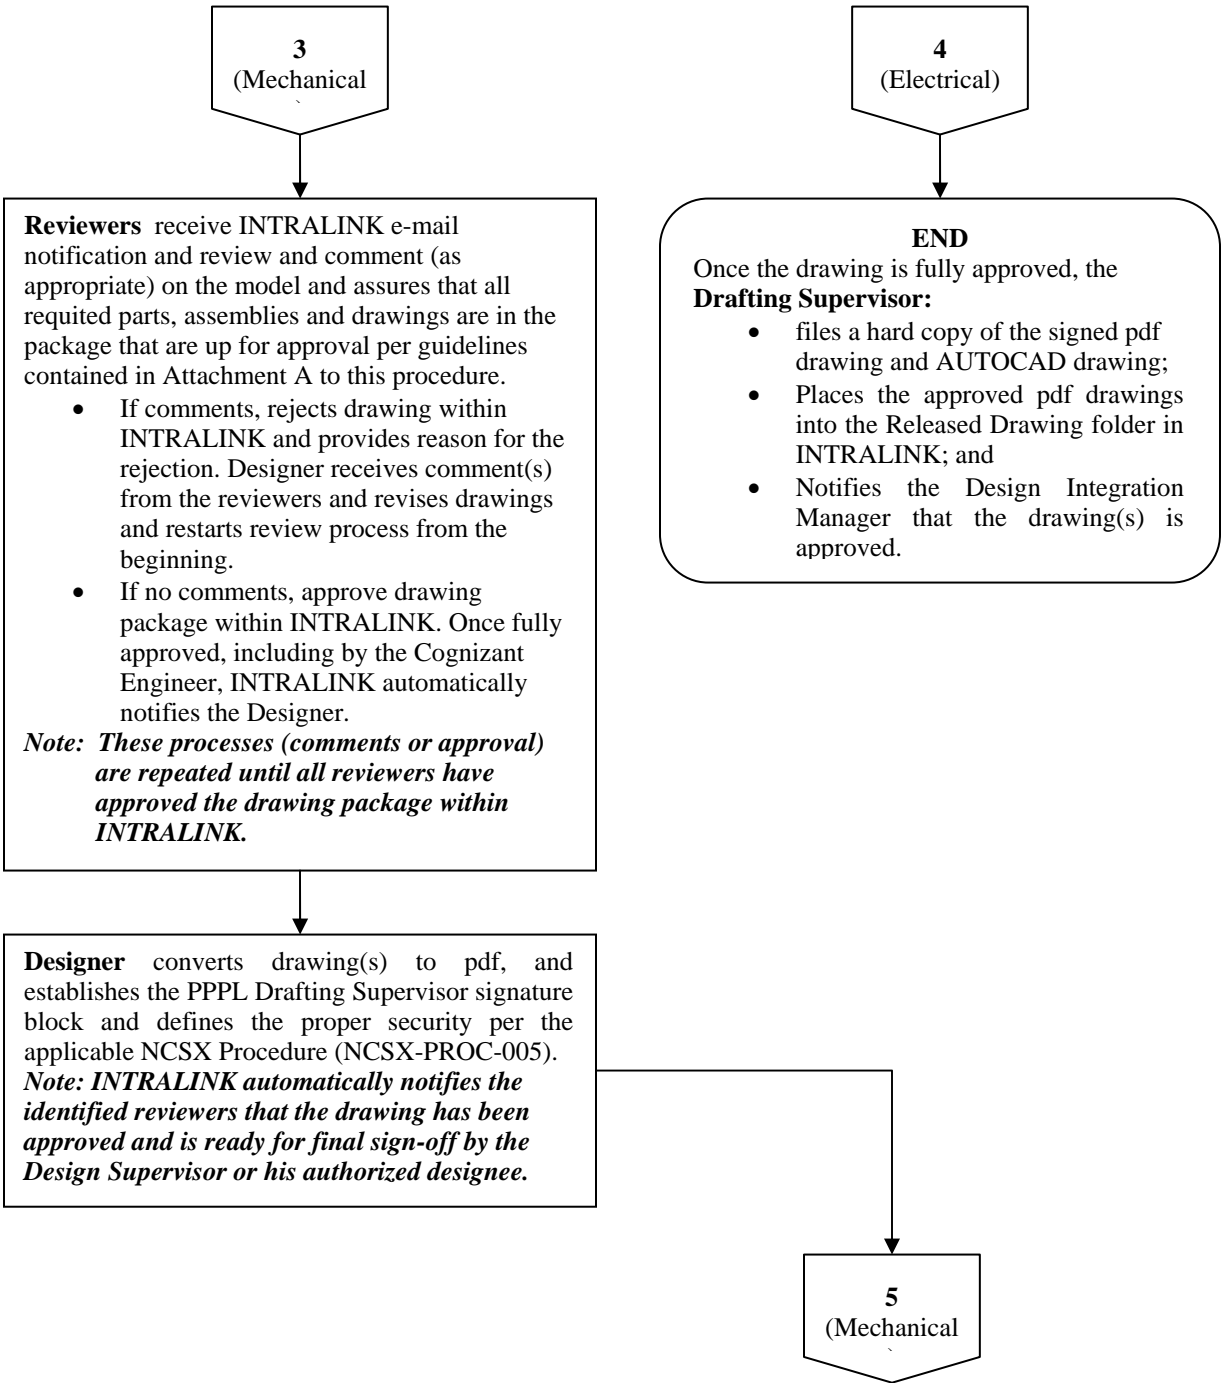 3
(Mechanical
Reviewers receive INTRALINK e-mail
notification and review and comment (as
appropriate) on the model and assures that all
requited parts, assemblies and drawings are in the
package that are up for approval per guidelines
contained in Attachment A to this procedure.
• If comments, rejects drawing within
INTRALINK and provides reason for the
rejection. Designer receives comment(s)
from the reviewers and revises drawings
and restarts review process from the
beginning.
• If no comments, approve drawing
package within INTRALINK. Once fully
approved, including by the Cognizant
Engineer, INTRALINK automatically
notifies the Designer.
Note: These processes (comments or approval)
are repeated until all reviewers have
approved the drawing package within
INTRALINK.
Designer converts drawing(s) to pdf, and
establishes the PPPL Drafting Supervisor signature
block and defines the proper security per the
applicable NCSX Procedure (NCSX-PROC-005).
Note: INTRALINK automatically notifies the
identified reviewers that the drawing has been
approved and is ready for final sign-off by the
Design Supervisor or his authorized designee.
4
(Electrical)
END
Once the drawing is fully approved, the
Drafting Supervisor:
• files a hard copy of the signed pdf
drawing and AUTOCAD drawing;
• Places the approved pdf drawings
into the Released Drawing folder in
INTRALINK; and
• Notifies the Design Integration
Manager that the drawing(s) is
approved.
5
(Mechanical